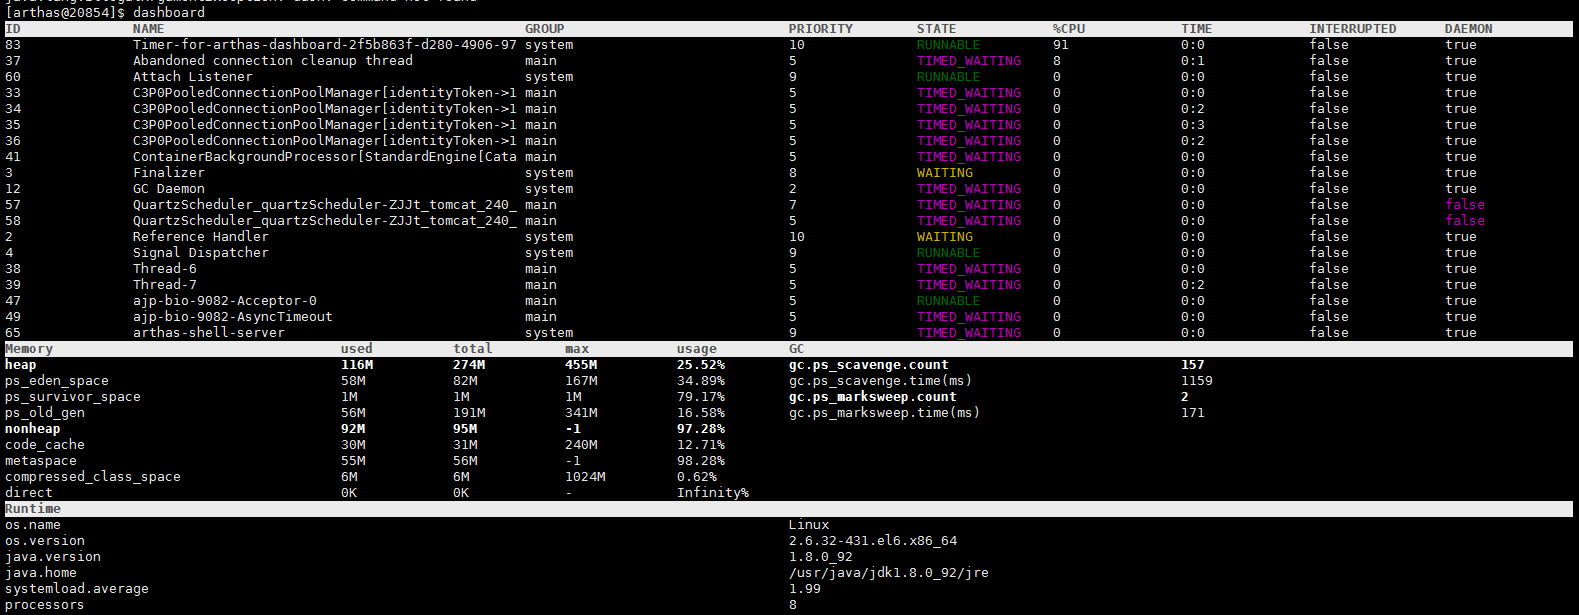 [arthas@20854]$ dashboard
ID NAME GROUP PRIORITY STATE %CPU TIME INTERRUPTED DAEMON
83 Timer-for-arthas-dashboard-2f5b863f-d280-4906-97 system 10 RUNNABLE 91 0:0 false true
37 Abandoned connection cleanup thread main 5 TIMED_WAITING 8 0:1 false true
60 Attach Listener system 9 RUNNABLE 0 0:0 false true
33 C3P0PooledConnectionPoolManager[identityToken->1 main 5 TIMED_WAITING 0 0:0 false true
34 C3P0PooledConnectionPoolManager[identityToken->1 main 5 TIMED_WAITING 0 0:2 false true
35 C3P0PooledConnectionPoolManager[identityToken->1 main 5 TIMED_WAITING 0 0:3 false true
36 C3P0PooledConnectionPoolManager[identityToken->1 main 5 TIMED_WAITING 0 0:2 false true
41 ContainerBackgroundProcessor[StandardEngine[Cata main 5 TIMED_WAITING 0 0:0 false true
3 Finalizer system 8 WAITING 0 0:0 false true
12 GC Daemon system 2 TIMED_WAITING 0 0:0 false true
57 QuartzScheduler_quartzScheduler-ZJJt_tomcat_240_ main 7 TIMED_WAITING 0 0:0 false false
58 QuartzScheduler_quartzScheduler-ZJJt_tomcat_240_ main 5 TIMED_WAITING 0 0:0 false false
2 Reference Handler system 10 WAITING 0 0:0 false true
4 Signal Dispatcher system 9 RUNNABLE 0 0:0 false true
38 Thread-6 main 5 TIMED_WAITING 0 0:0 false true
39 Thread-7 main 5 TIMED_WAITING 0 0:2 false true
47 ajp-bio-9082-Acceptor-0 main 5 RUNNABLE 0 0:0 false true
49 ajp-bio-9082-AsyncTimeout main 5 TIMED_WAITING 0 0:0 false true
65 arthas-shell-server system 9 TIMED_WAITING 0 0:0 false true
Memory used total max usage GC
heap 116M 274M 455M 25.52% gc.ps_scavenge.count 157
ps_eden_space 58M 82M 167M 34.89% gc.ps_scavenge.time(ms) 1159
ps_survivor_space 1M 1M 1M 79.17% gc.ps_marksweep.count 2
ps_old_gen 56M 191M 341M 16.58% gc.ps_marksweep.time(ms) 171
nonheap 92M 95M -1 97.28%
code_cache 30M 31M 240M 12.71%
metaspace 55M 56M -1 98.28%
compressed_class_space 6M 6M 1024M 0.62%
direct 0K 0K - Infinity%
Runtime
os.name Linux
os.version 2.6.32-431.el6.x86_64
java.version 1.8.0_92
java.home /usr/java/jdk1.8.0_92/jre
systemload.average 1.99
processors 8